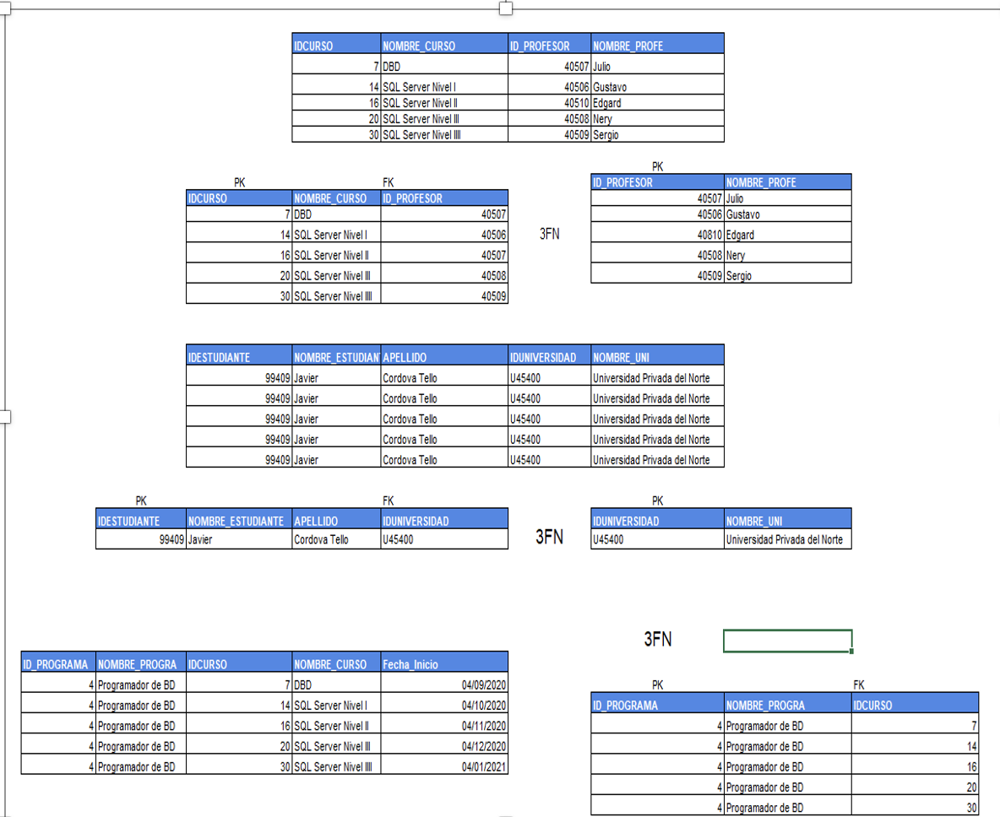 IDCURSO NOMBRE_CURSO ID_PROFESOR NOMBRE_PROFE
7 DBD 40507 Julio
14 SQL Server Nivel I 40506 Gustavo
16 SQL Server Nivel II 40510 Edgard
20 SQL Server Nivel III 40508 Nery
30 SQL Server Nivel IIII 40509 Sergio
PK FK
IDCURSO NOMBRE_CURSO ID_PROFESOR
7 DBD 40507
14 SQL Server Nivel I 40506
16 SQL Server Nivel II 40507
20 SQL Server Nivel III 40508
30 SQL Server Nivel IIII 40509
3FN
PK
ID_PROFESOR NOMBRE_PROFE
40507 Julio
40506 Gustavo
40810 Edgard
40508 Nery
40509 Sergio
IDESTUDIANTE NOMBRE_ESTUDIAN APELLIDO IDUNIVERSIDAD NOMBRE_UNI
99409 Javier Cordova Tello U45400 Universidad Privada del Norte
99409 Javier Cordova Tello U45400 Universidad Privada del Norte
99409 Javier Cordova Tello U45400 Universidad Privada del Norte
99409 Javier Cordova Tello U45400 Universidad Privada del Norte
99409 Javier Cordova Tello U45400 Universidad Privada del Norte
PK FK
IDESTUDIANTE NOMBRE_ESTUDIANTE APELLIDO IDUNIVERSIDAD
99409 Javier Cordova Tello U45400
3FN
PK
IDUNIVERSIDAD NOMBRE_UNI
U45400 Universidad Privada del Norte
ID_PROGRAMA NOMBRE_PROGRA IDCURSO NOMBRE_CURSO Fecha_Inicio
4 Programador de BD 7 DBD 04/09/2020
4 Programador de BD 14 SQL Server Nivel I 04/10/2020
4 Programador de BD 16 SQL Server Nivel II 04/11/2020
4 Programador de BD 20 SQL Server Nivel III 04/12/2020
4 Programador de BD 30 SQL Server Nivel IIII 04/01/2021
3FN
PK FK
ID_PROGRAMA NOMBRE_PROGRA IDCURSO
4 Programador de BD 7
4 Programador de BD 14
4 Programador de BD 16
4 Programador de BD 20
4 Programador de BD 30